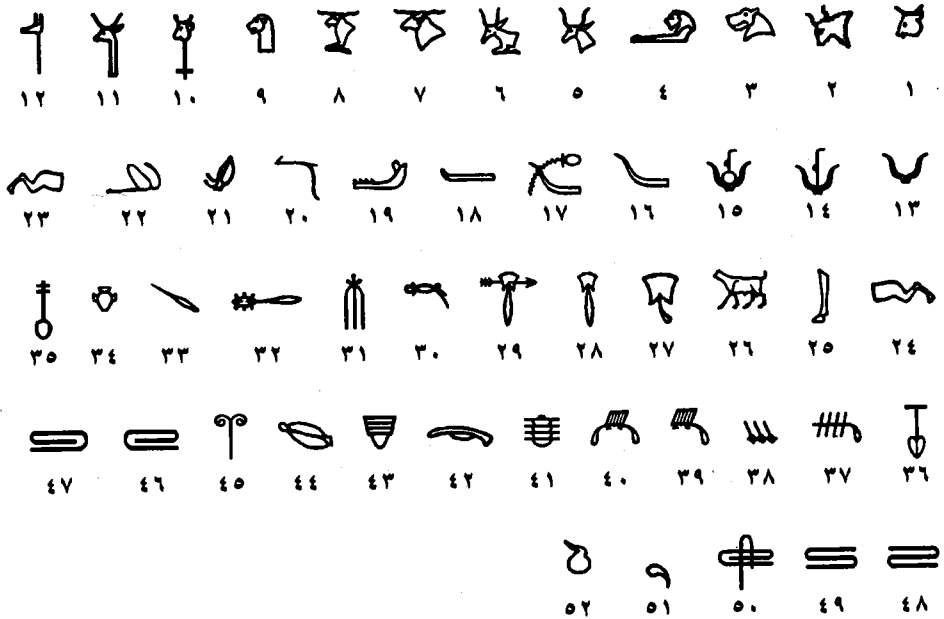 ١ ٢ ٣ ٤ ٥ ٦ ٧ ٨ ٩ ١٠ ١١ ١٢
١٣ ١٤ ١٥ ١٦ ١٧ ١٨ ١٩ ٢٠ ٢١ ٢٢ ٢٣
٢٤ ٢٥ ٢٦ ٢٧ ٢٨ ٢٩ ٣٠ ٣١ ٣٢ ٣٣ ٣٤ ٣٥
٣٦ ٣٧ ٣٨ ٣٩ ٤٠ ٤١ ٤٢ ٤٣ ٤٤ ٤٥ ٤٦ ٤٧
٤٨ ٤٩ ٥٠ ٥١ ٥٢